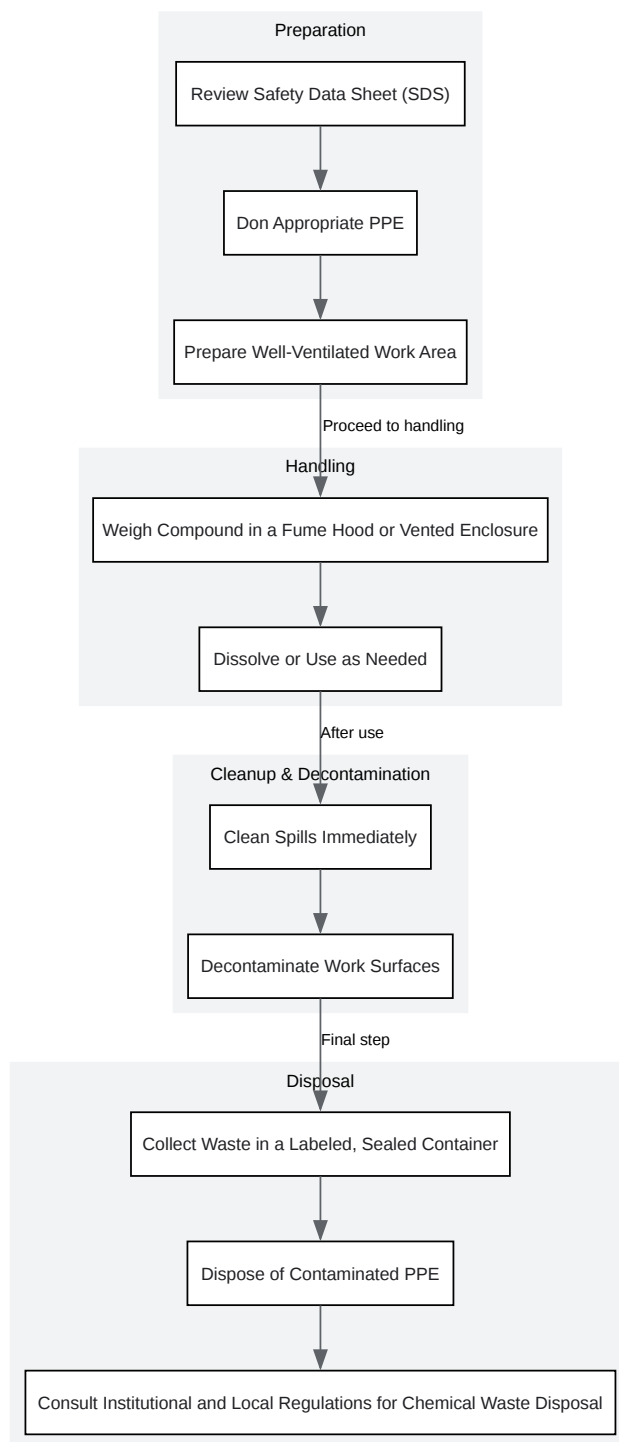 Preparation
Review Safety Data Sheet (SDS)
Don Appropriate PPE
Prepare Well-Ventilated Work Area
Proceed to handling
Handling
Weigh Compound in a Fume Hood or Vented Enclosure
Dissolve or Use as Needed
After use
Cleanup & Decontamination
Clean Spills Immediately
Decontaminate Work Surfaces
Final step
Disposal
Collect Waste in a Labeled, Sealed Container
Dispose of Contaminated PPE
Consult Institutional and Local Regulations for Chemical Waste Disposal